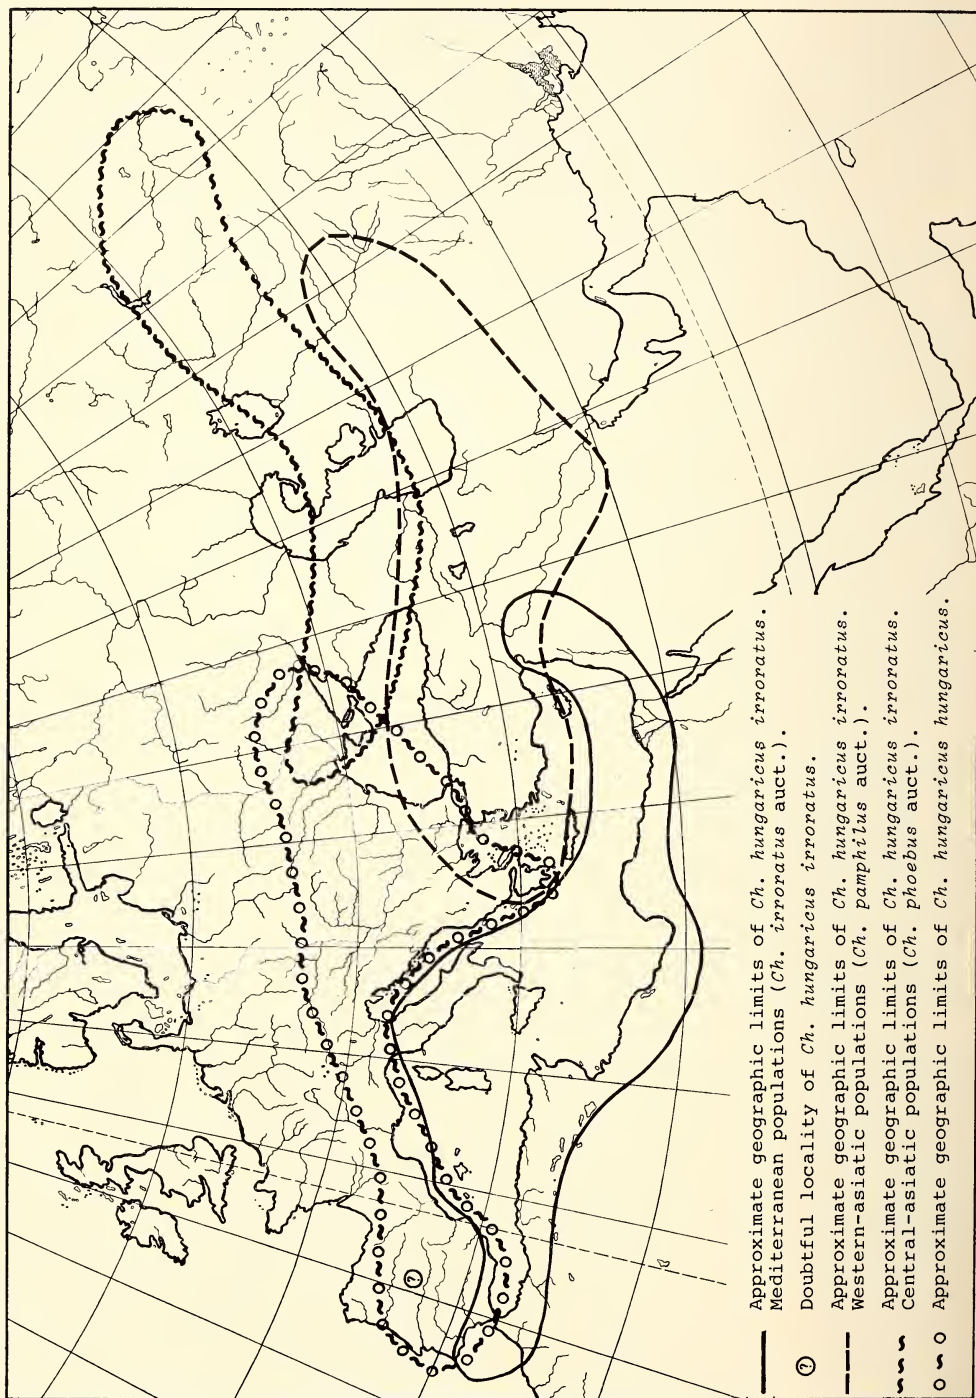 ?
Approximate geographic limits of Ch. hungaricus irroratus.
Mediterranean populations (Ch. irroratus auct.).
? Doubtful locality of Ch. hungaricus irroratus.
Approximate geographic limits of Ch. hungaricus irroratus.
Western-asiatic populations (Ch. pamphilus auct.).
Approximate geographic limits of Ch. hungaricus irroratus.
Central-asiatic populations (Ch. phoebus auct.).
Approximate geographic limits of Ch. hungaricus hungaricus.